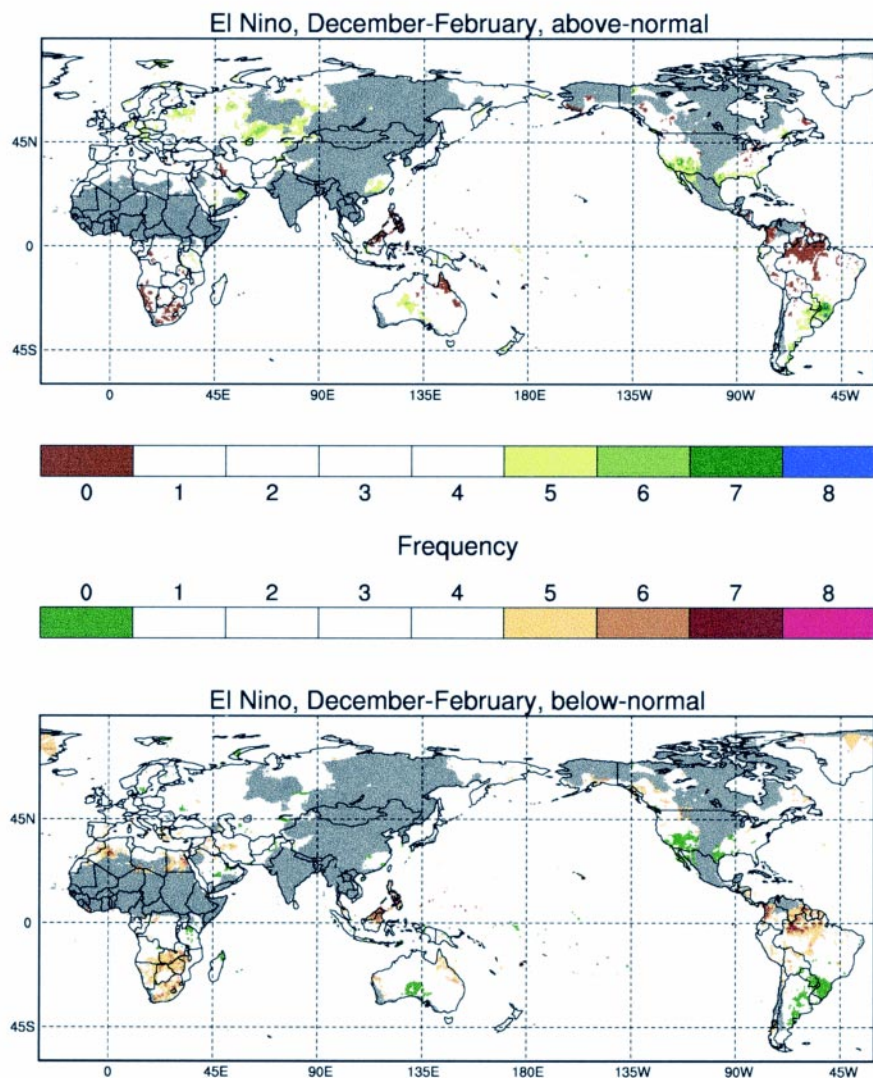 El Nino, December-February, above-normal
45N
0
45S
0 45E 90E 135E 180E 135W 90W 45W
0 1 2 3 4 5 6 7 8
Frequency
0 1 2 3 4 5 6 7 8
El Nino, December-February, below-normal
45N
0
45S
0 45E 90E 135E 180E 135W 90W 45W